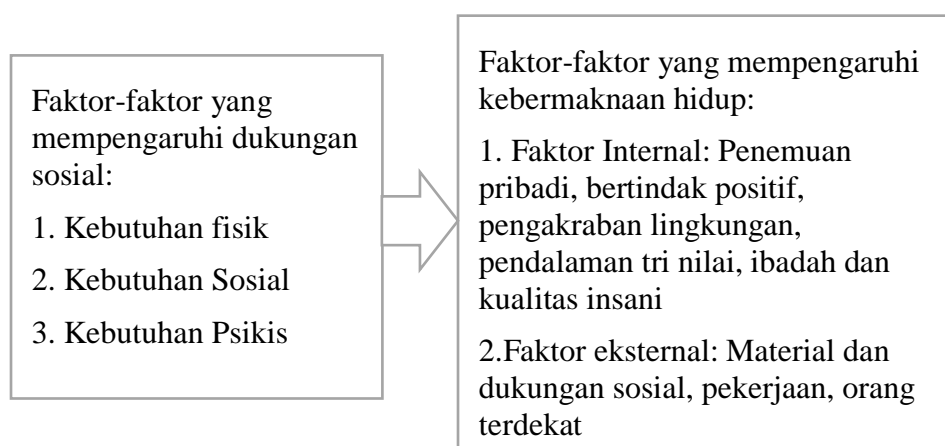 Faktor-faktor yang
mempengaruhi dukungan
sosial:
1. Kebutuhan fisik
2. Kebutuhan Sosial
3. Kebutuhan Psikis
Faktor-faktor yang mempengaruhi
kebermaknaan hidup:
1. Faktor Internal: Penemuan
pribadi, bertindak positif,
pengakraban lingkungan,
pendalaman tri nilai, ibadah dan
kualitas insani
2.Faktor eksternal: Material dan
dukungan sosial, pekerjaan, orang
terdekat